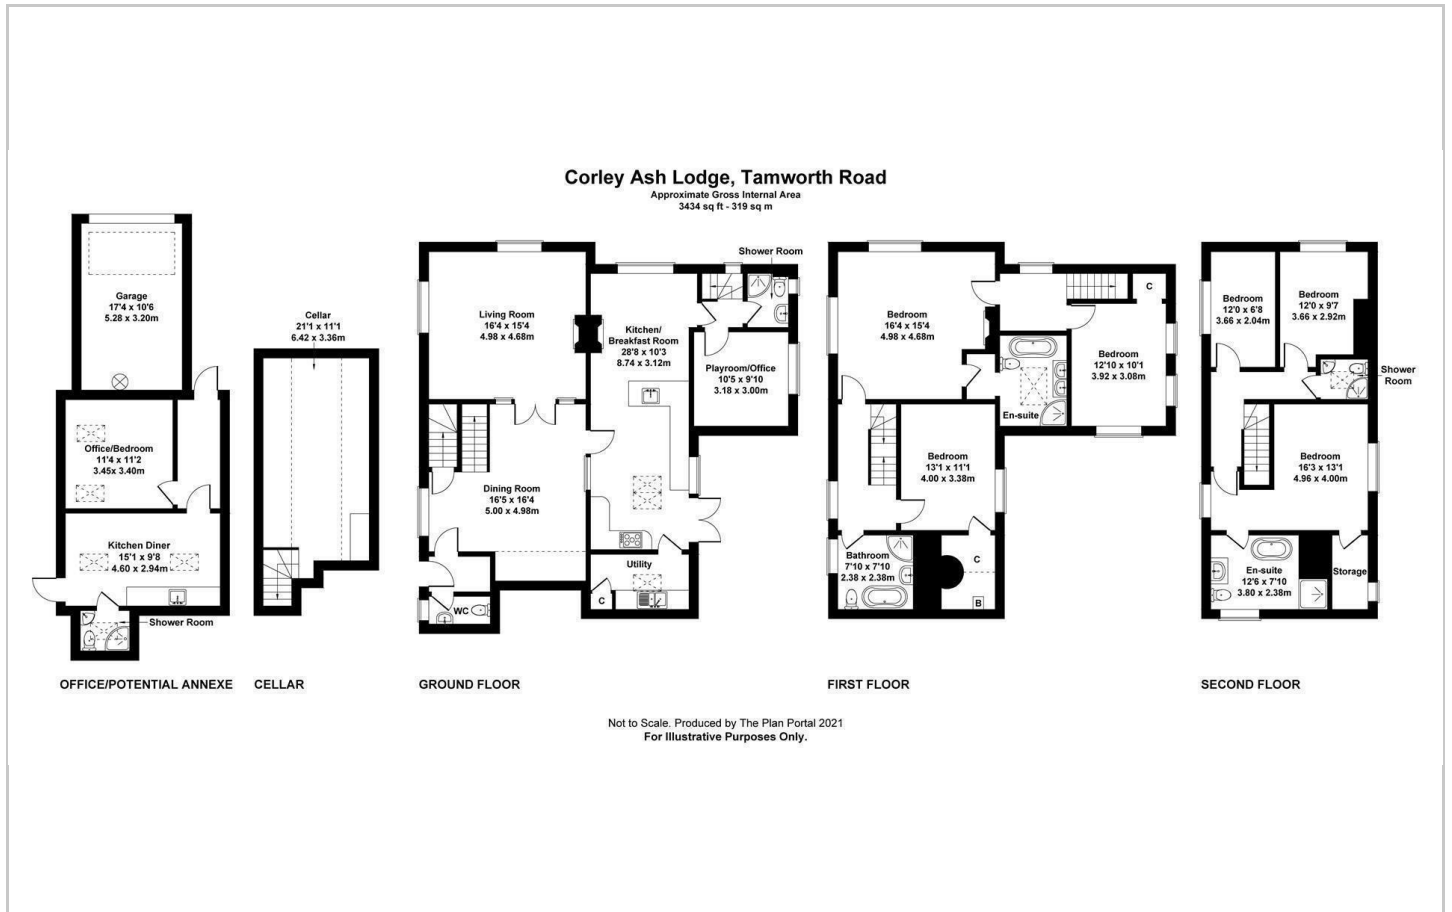 Corley Ash Lodge, Tamworth Road
Approximate Gross Internal Area
3434 sq ft - 319 sq m
Garage
17'4 x 10'6
5.28 x 3.20m
Office/Bedroom
11'4 x 11'2
3.45x 3.40m
Kitchen Diner
15'1 x 9'8
4.60 x 2.94m
Shower Room
OFFICE/POTENTIAL ANNEXE
Cellar
21'1 x 11'1
6.42 x 3.36m
CELLAR
Living Room
16'4 x 15'4
4.98 x 4.68m
Kitchen/
Breakfast Room
28'8 x 10'3
8.74 x 3.12m
Shower Room
Playroom/Office
10'5 x 9'10
3.18 x 3.00m
Dining Room
16'5 x 16'4
5.00 x 4.98m
Utility
C
WC
GROUND FLOOR
Bedroom
16'4 x 15'4
4.98 x 4.68m
C
Bedroom
12'10 x 10'1
3.92 x 3.08m
En-suite
Bedroom
13'1 x 11'1
4.00 x 3.38m
Bathroom
7'10 x 7'10
2.38 x 2.38m
C
B
FIRST FLOOR
Bedroom
12'0 x 6'8
3.66 x 2.04m
Bedroom
12'0 x 9'7
3.66 x 2.92m
Shower
Room
Bedroom
16'3 x 13'1
4.96 x 4.00m
En-suite
12'6 x 7'10
3.80 x 2.38m
Storage
SECOND FLOOR
Not to Scale. Produced by The Plan Portal 2021
For Illustrative Purposes Only.